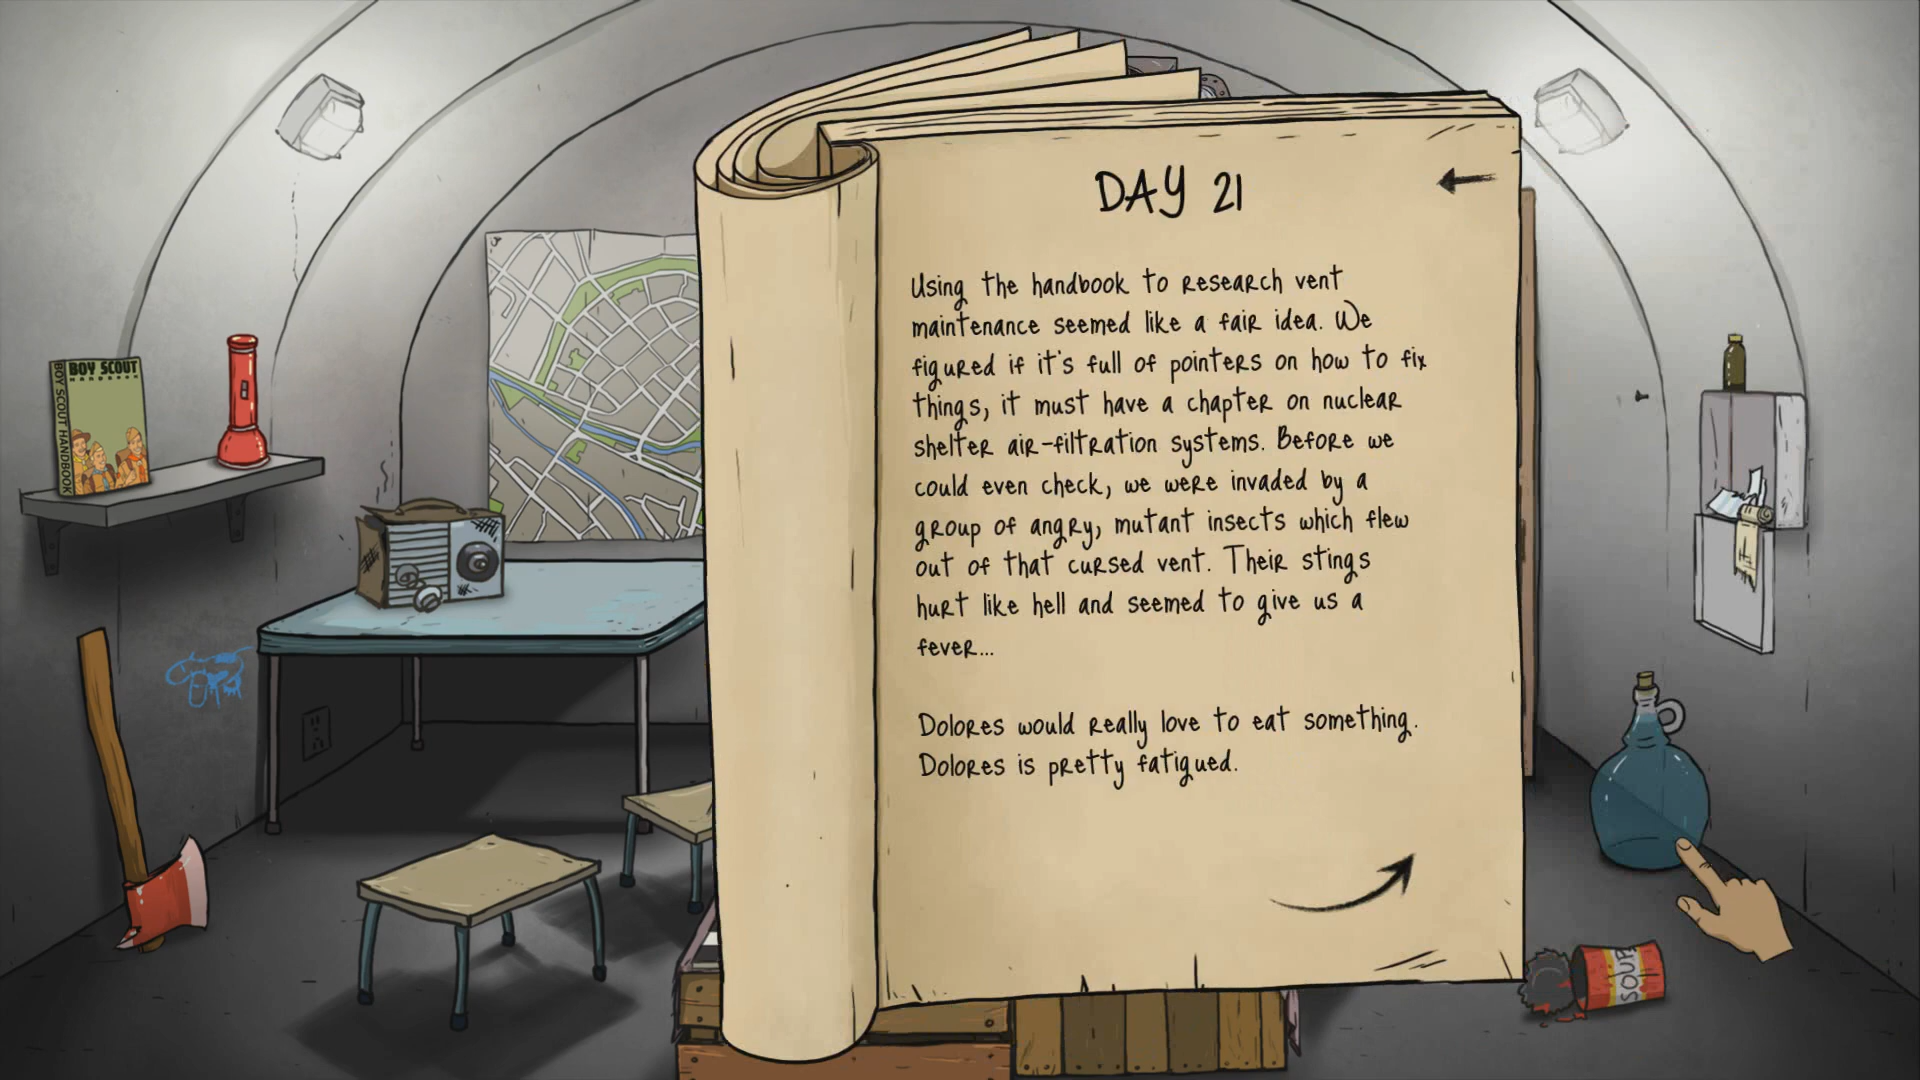 DAY 21
Using the handbook to research vent
maintenance seemed like a fair idea. We
figured if it's full of pointers on how to fix
things, it must have a chapter on nuclear
shelter air-filtration systems. Before we
could even check, we were invaded by a
group of angry, mutant insects which flew
out of that cursed vent. Their stings
hurt like hell and seemed to give us a
fever...
Dolores would really love to eat something.
Dolores is pretty fatigued.
BOY SCOUT
HANDBOOK
BOY SCOUT HANDBOOK
SOUP